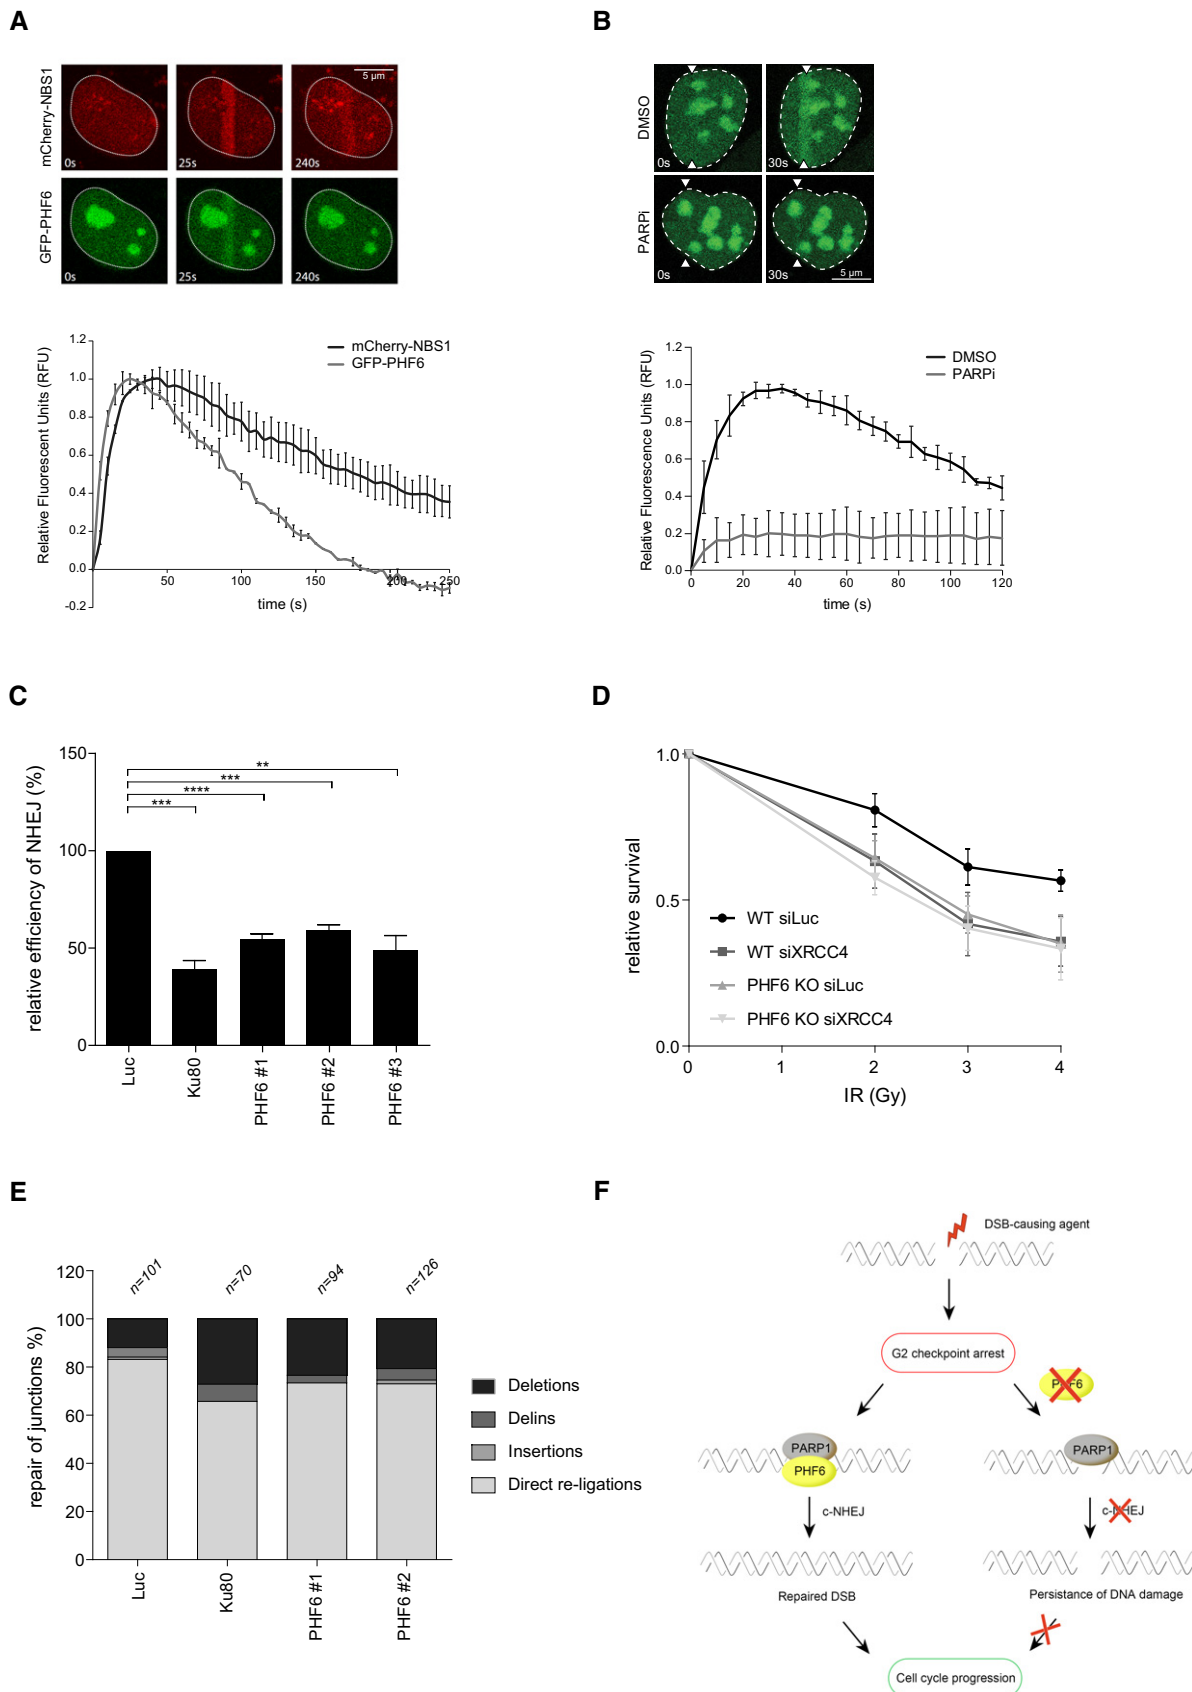 A
mCherry-NBS1
5 µm
0s
25s
240s
GFP-PHF6
0s
25s
240s
Relative Fluorescent Units (RFU)
1.2
1.0
0.8
0.6
0.4
0.2
0.0
-0.2
mCherry-NBS1
GFP-PHF6
50
100
150
200
250
time (s)
B
DMSO
0s
30s
PARPi
0s
30s
5 µm
Relative Fluorescence Units (RFU)
1.2
1.0
0.8
0.6
0.4
0.2
0.0
DMSO
PARPi
0
20
40
60
80
100
120
time (s)
C
relative efficiency of NHEJ (%)
150
100
50
0
**
***
****
***
Luc
Ku80
PHF6 #1
PHF6 #2
PHF6 #3
D
relative survival
1.0
0.5
0.0
WT siLuc
WT siXRCC4
PHF6 KO siLuc
PHF6 KO siXRCC4
0
1
2
3
4
IR (Gy)
E
repair of junctions %)
120
100
80
60
40
20
0
n=101
n=70
n=94
n=126
Luc
Ku80
PHF6 #1
PHF6 #2
Deletions
Delins
Insertions
Direct re-ligations
F
DSB-causing agent
G2 checkpoint arrest
PHF6
PARP1
PHF6
PARP1
c-NHEJ
c-NHEJ
Repaired DSB
Persistance of DNA damage
Cell cycle progression